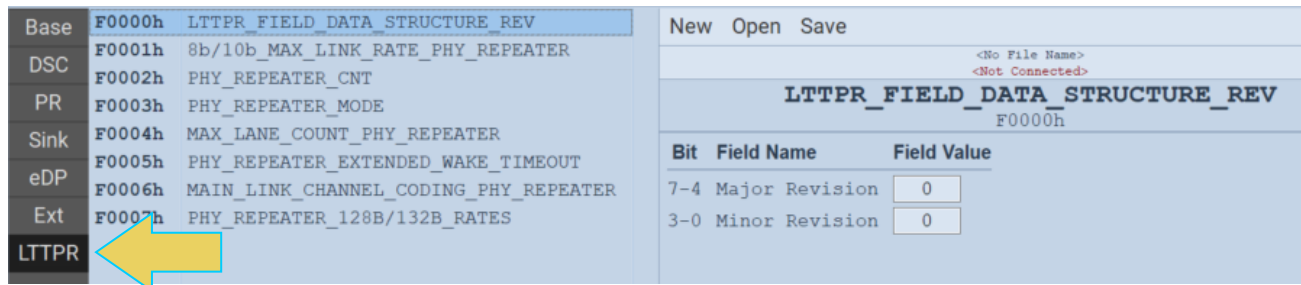 Base
DSC
PR
Sink
eDP
Ext
LTTPR
F0000h LTTPR_FIELD_DATA_STRUCTURE_REV
F0001h 8b/10b_MAX_LINK_RATE_PHY_REPEATER
F0002h PHY_REPEATER_CNT
F0003h PHY_REPEATER_MODE
F0004h MAX_LANE_COUNT_PHY_REPEATER
F0005h PHY_REPEATER_EXTENDED_WAKE_TIMEOUT
F0006h MAIN_LINK_CHANNEL_CODING_PHY_REPEATER
F0007h PHY_REPEATER_128B/132B_RATES
New Open Save
<No File Name>
<Not Connected>
LTTPR_FIELD_DATA_STRUCTURE_REV
F0000h
Bit Field Name Field Value
7-4 Major Revision 0
3-0 Minor Revision 0